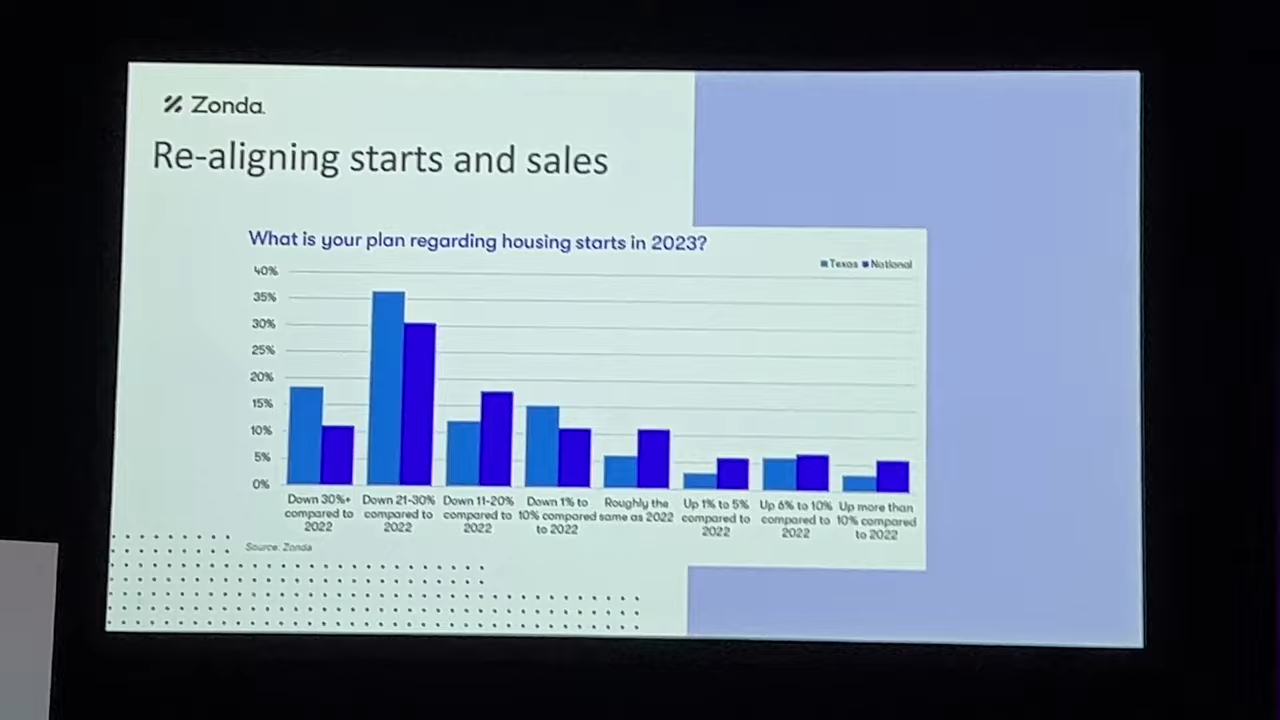 Zonda.
Re-aligning starts and sales
What is your plan regarding housing starts in 2023?
Texas National
40%
35%
30%
25%
20%
15%
10%
5%
0%
Down 30%+
compared to
2022
Down 21-30%
compared to
2022
Down 11-20%
compared to
2022
Down 1% to
10% compared
to 2022
Roughly the
same as 2022
Up 1% to 5%
compared to
2022
Up 6% to 10%
compared to
2022
Up more than
10% compared
to 2022
Source: Zonda